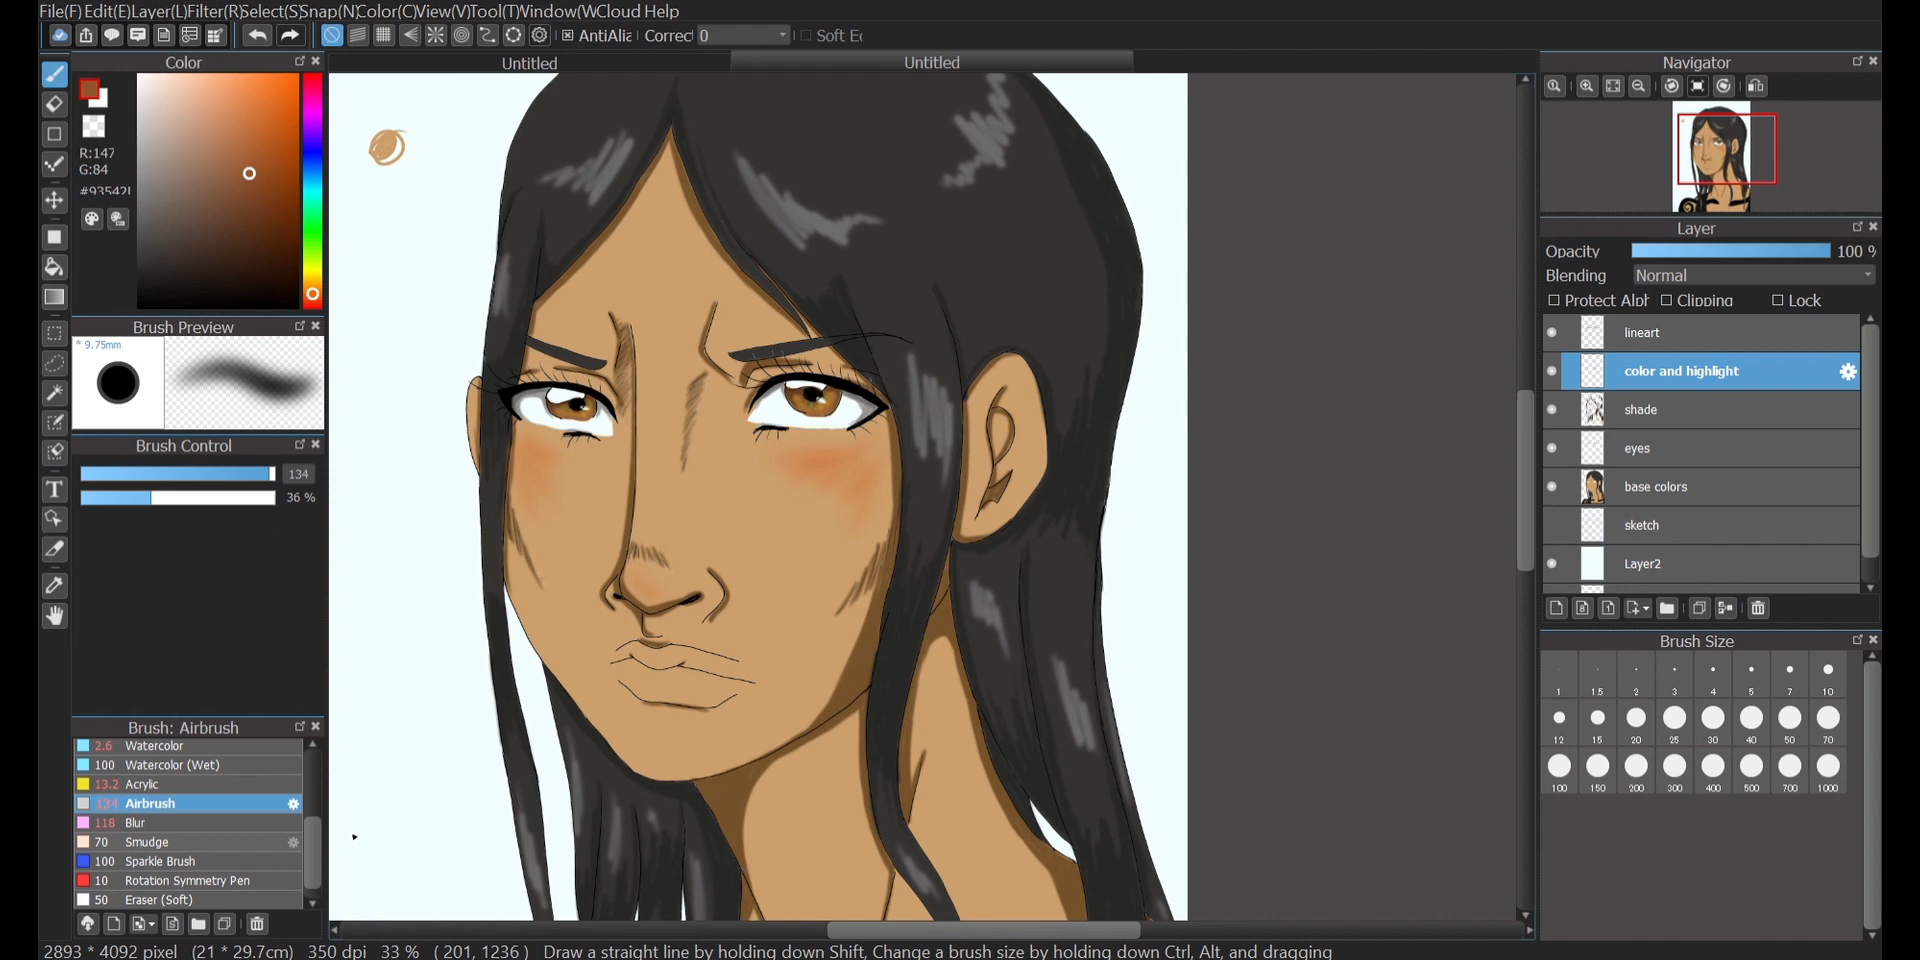 File(F) Edit(E) Layer(L) Filter(R) Select(S) Snap(N) Color(C) View(V) Tool(T) Window(W Cloud Help
AntiAlia Correct 0 Soft Ec
Color
Untitled
Untitled
Navigator
R:147
G:84
#93542
Layer
Opacity 100 %
Blending Normal
Protect Alph Clipping Lock
Brush Preview
* 9.75mm
lineart
color and highlight
shade
eyes
base colors
sketch
Layer2
Brush Control
134
36 %
Brush Size
1 1.5 2 3 4 5 7 10
12 15 20 25 30 40 50 70
100 150 200 300 400 500 700 1000
Brush: Airbrush
2.6 Watercolor
100 Watercolor (Wet)
13.2 Acrylic
134 Airbrush
118 Blur
70 Smudge
100 Sparkle Brush
10 Rotation Symmetry Pen
50 Eraser (Soft)
2893 * 4092 pixel (21 * 29.7cm) 350 dpi 33 % ( 201, 1236 ) Draw a straight line by holding down Shift, Change a brush size by holding down Ctrl, Alt, and dragging